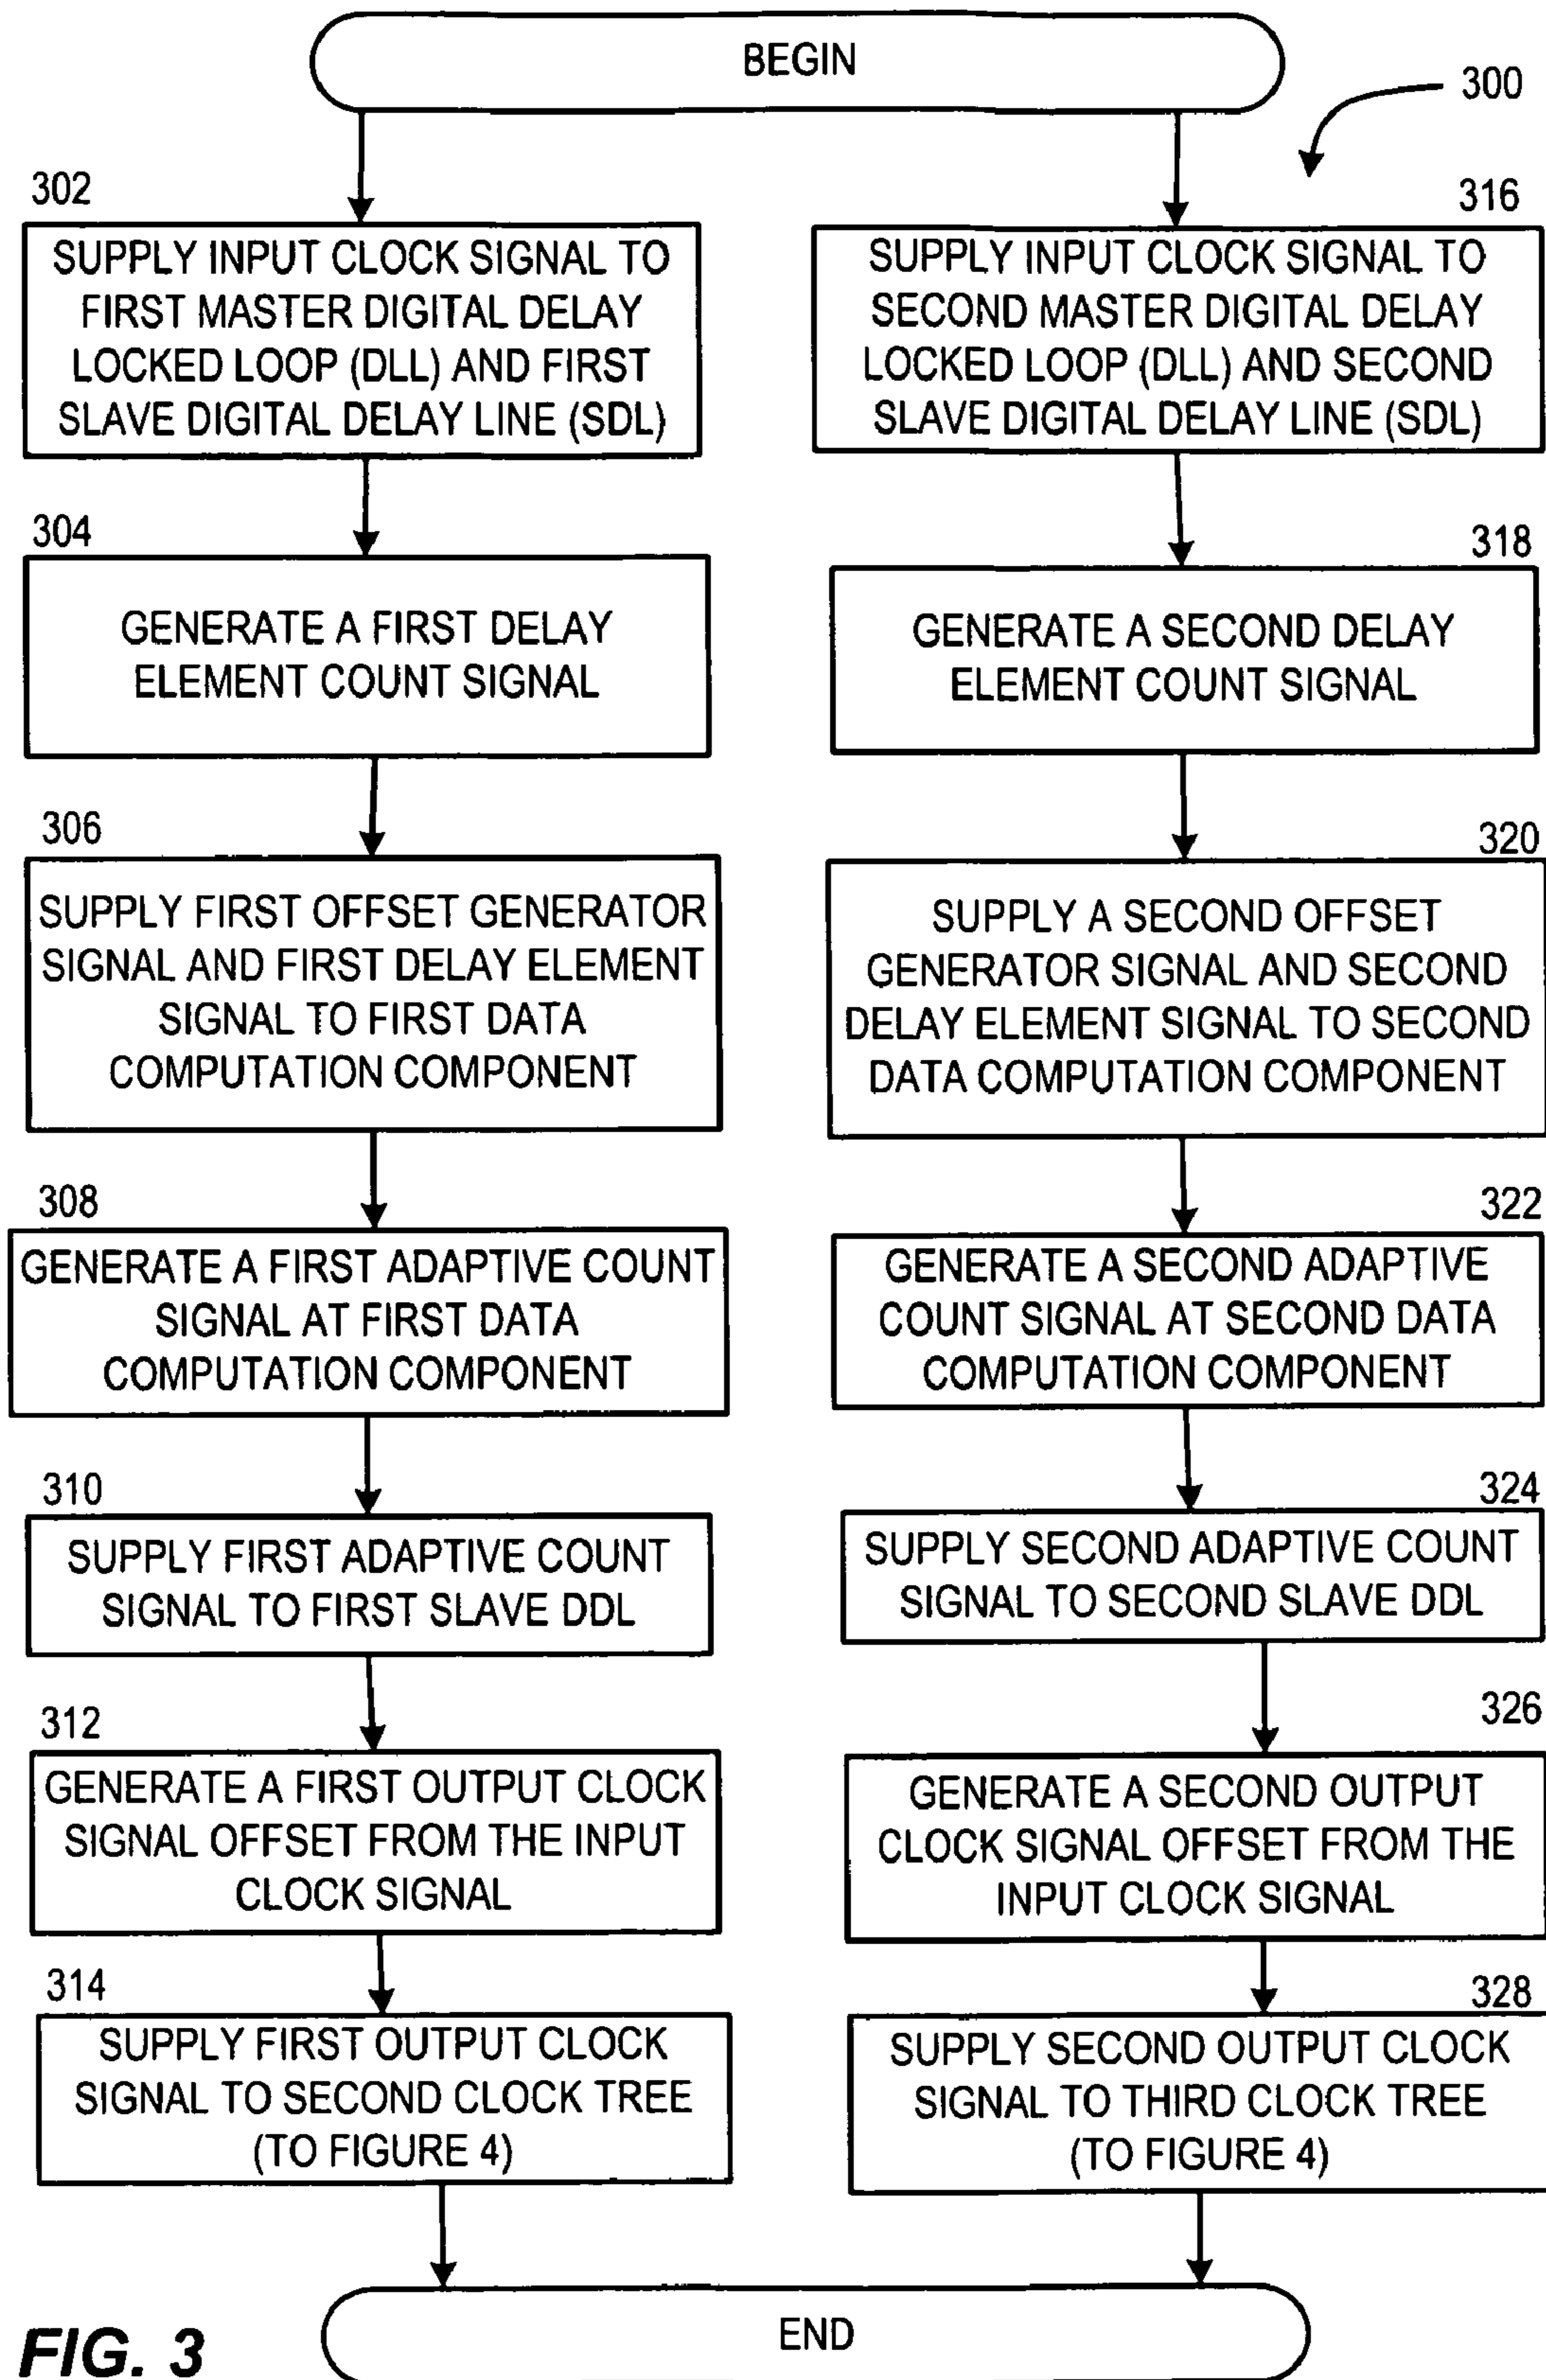 BEGIN
300
302
SUPPLY INPUT CLOCK SIGNAL TO
FIRST MASTER DIGITAL DELAY
LOCKED LOOP (DLL) AND FIRST
SLAVE DIGITAL DELAY LINE (SDL)
304
GENERATE A FIRST DELAY
ELEMENT COUNT SIGNAL
306
SUPPLY FIRST OFFSET GENERATOR
SIGNAL AND FIRST DELAY ELEMENT
SIGNAL TO FIRST DATA
COMPUTATION COMPONENT
308
GENERATE A FIRST ADAPTIVE COUNT
SIGNAL AT FIRST DATA
COMPUTATION COMPONENT
310
SUPPLY FIRST ADAPTIVE COUNT
SIGNAL TO FIRST SLAVE DDL
312
GENERATE A FIRST OUTPUT CLOCK
SIGNAL OFFSET FROM THE INPUT
CLOCK SIGNAL
314
SUPPLY FIRST OUTPUT CLOCK
SIGNAL TO SECOND CLOCK TREE
(TO FIGURE 4)
316
SUPPLY INPUT CLOCK SIGNAL TO
SECOND MASTER DIGITAL DELAY
LOCKED LOOP (DLL) AND SECOND
SLAVE DIGITAL DELAY LINE (SDL)
318
GENERATE A SECOND DELAY
ELEMENT COUNT SIGNAL
320
SUPPLY A SECOND OFFSET
GENERATOR SIGNAL AND SECOND
DELAY ELEMENT SIGNAL TO SECOND
DATA COMPUTATION COMPONENT
322
GENERATE A SECOND ADAPTIVE
COUNT SIGNAL AT SECOND DATA
COMPUTATION COMPONENT
324
SUPPLY SECOND ADAPTIVE COUNT
SIGNAL TO SECOND SLAVE DDL
326
GENERATE A SECOND OUTPUT
CLOCK SIGNAL OFFSET FROM THE
INPUT CLOCK SIGNAL
328
SUPPLY SECOND OUTPUT CLOCK
SIGNAL TO THIRD CLOCK TREE
(TO FIGURE 4)
END
FIG. 3